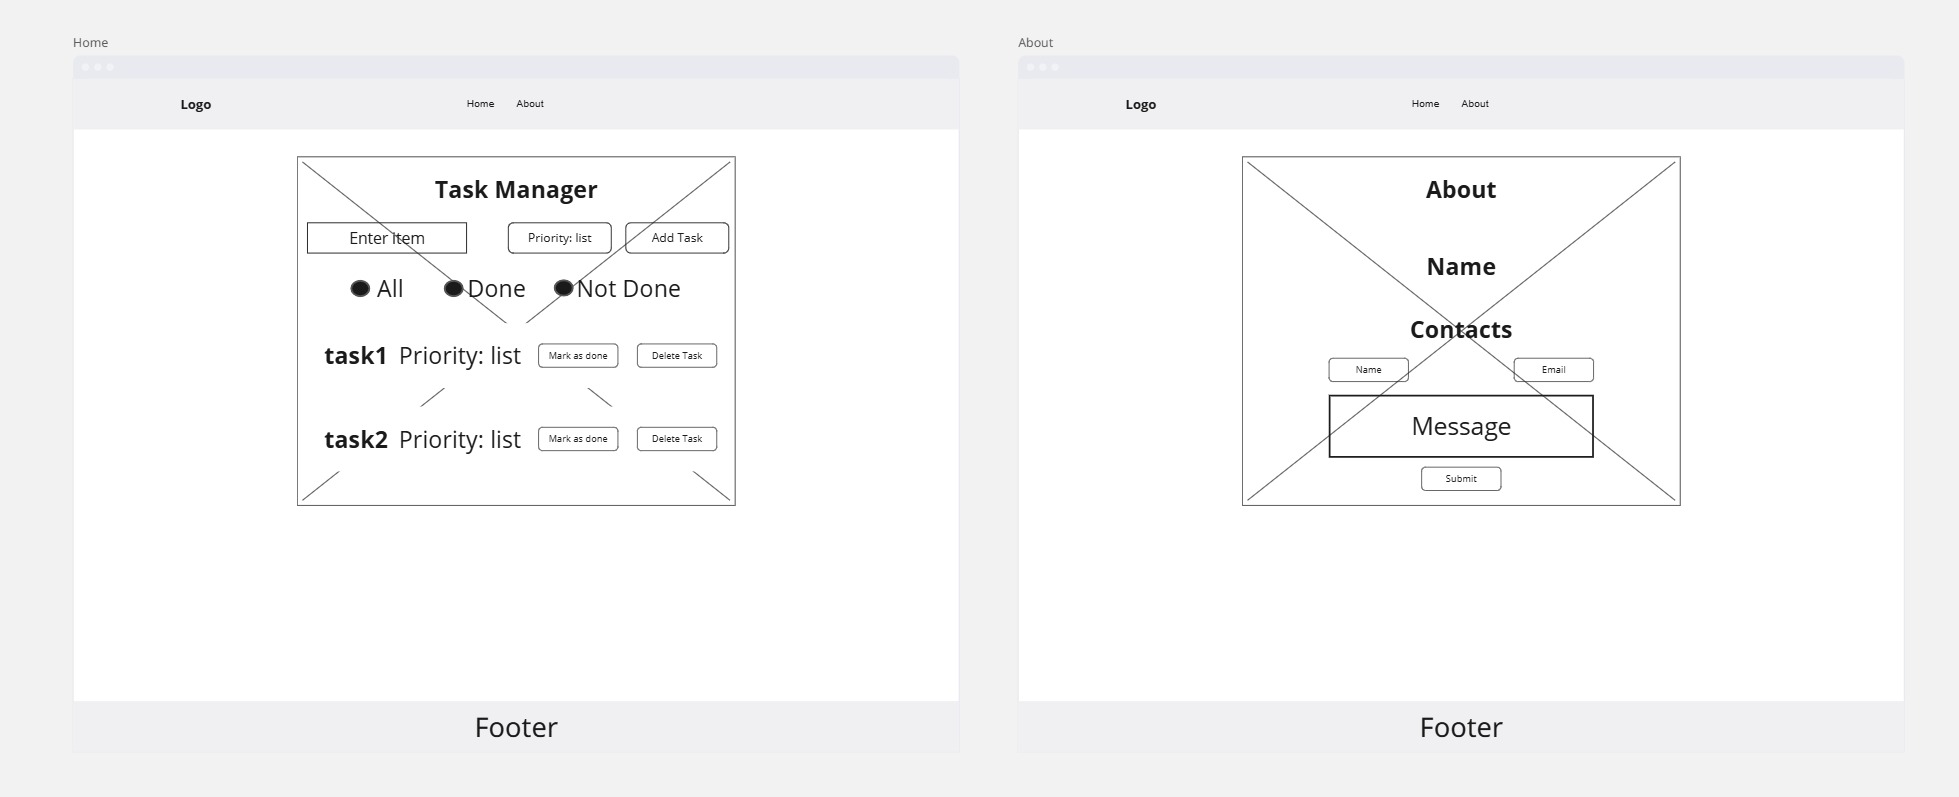 Home
Logo
Home About
Task Manager
Enter item
Priority: list
Add Task
All
Done
Not Done
task1 Priority: list
Mark as done
Delete Task
task2 Priority: list
Mark as done
Delete Task
Footer
About
Logo
Home About
About
Name
Contacts
Name
Email
Message
Submit
Footer